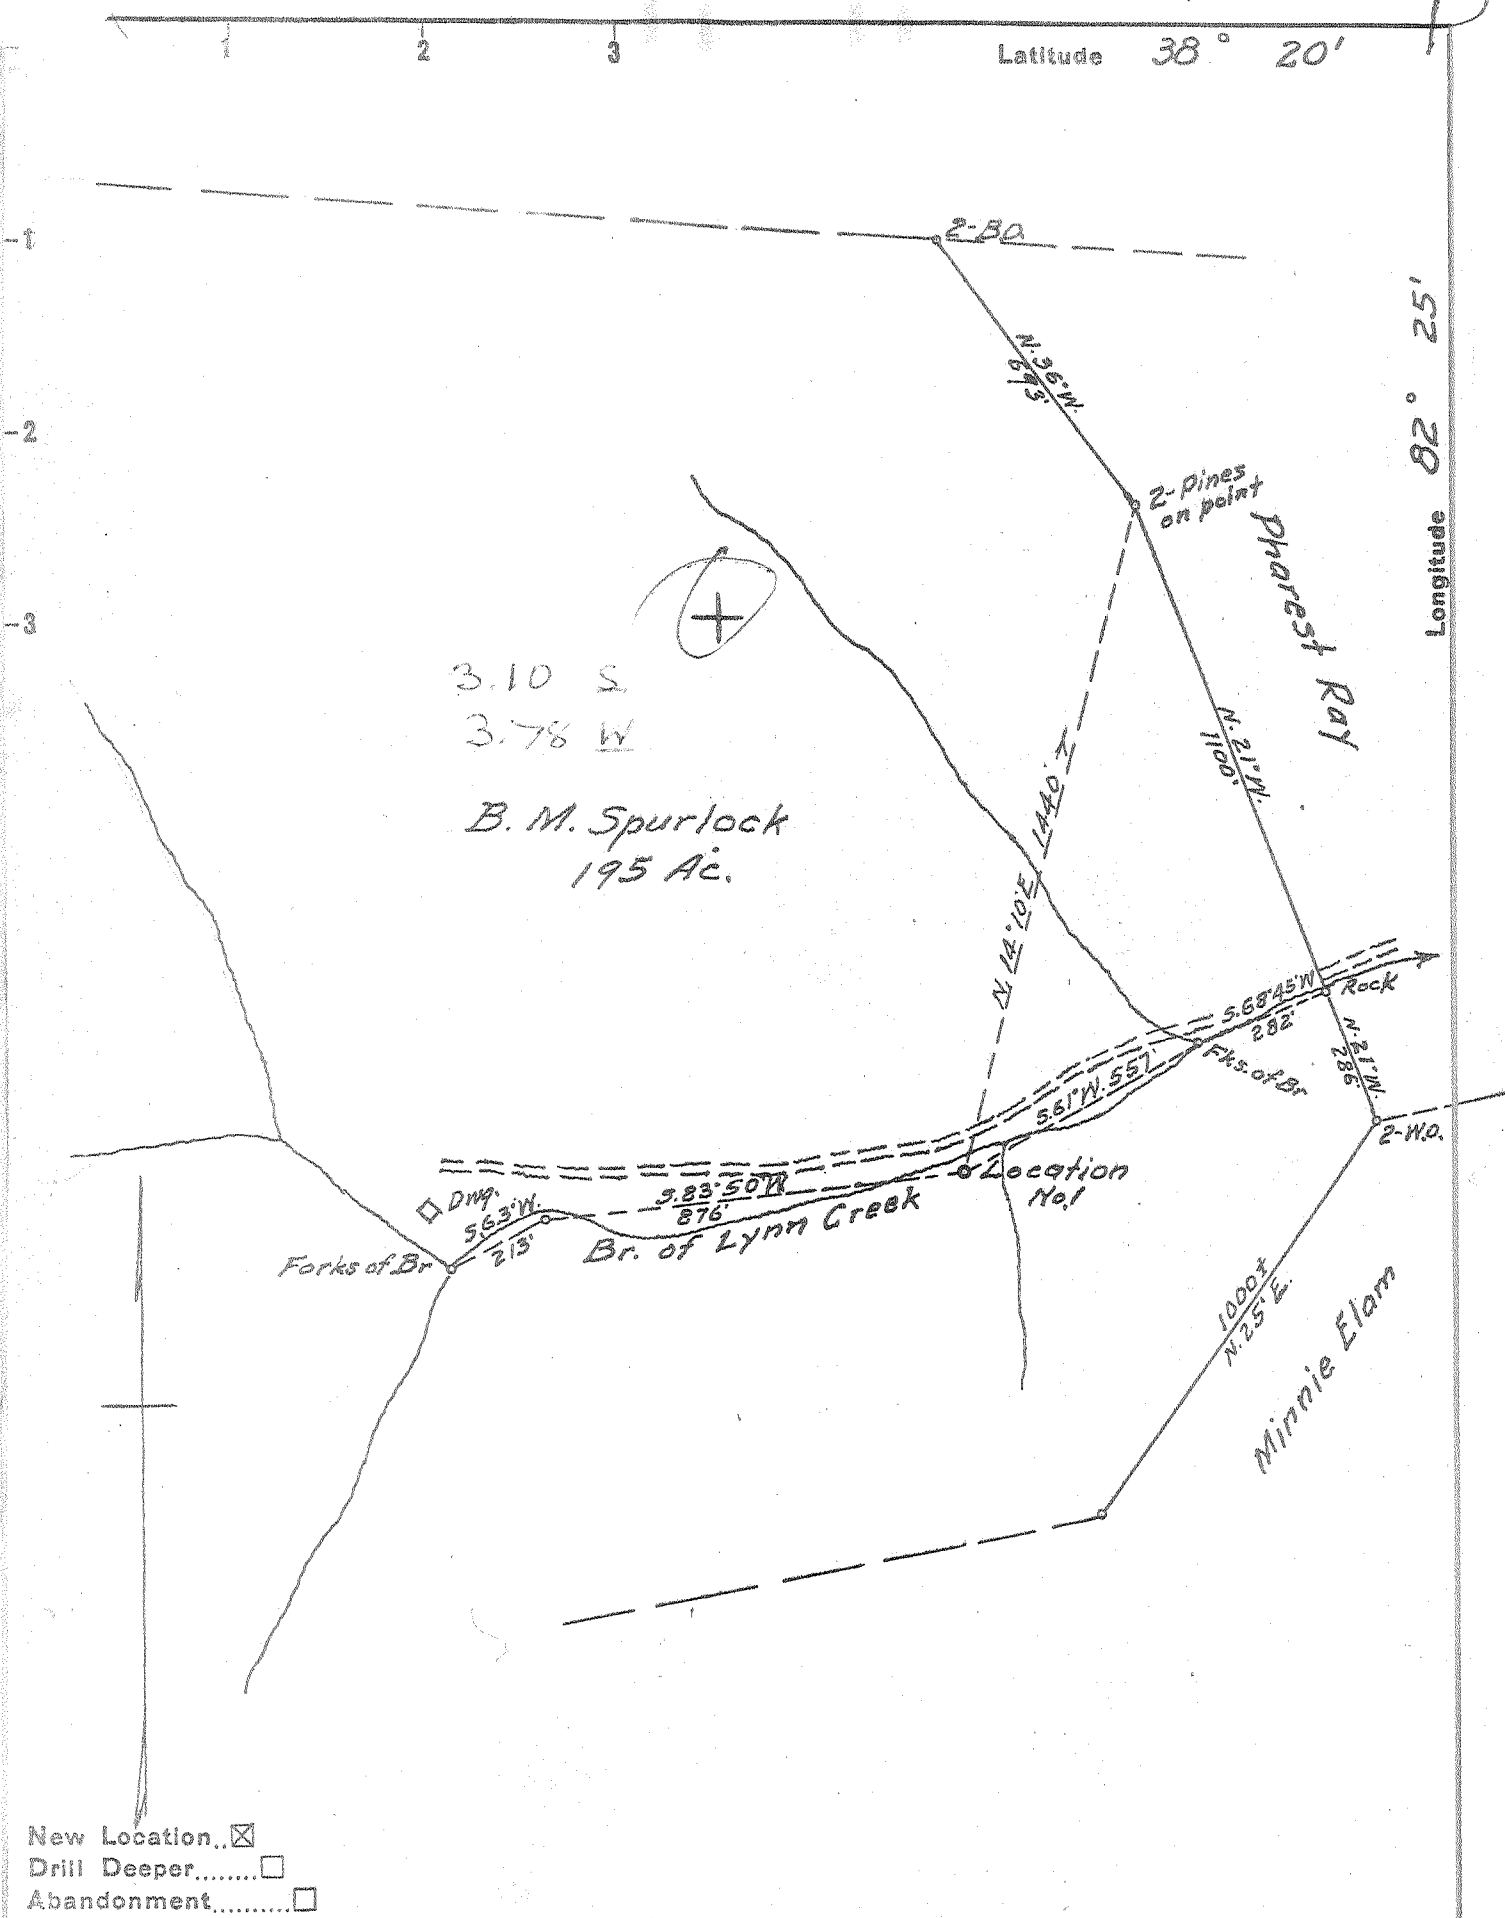 1 2 3
Latitude 38° 20'
-1
-2
-3
Longitude 82° 25'
2-B.O.
N. 36° W.
693'
2-Pines
on point
Pharest Ray
3.10 S
3.78 W
N. 21° W.
1100'
B. M. Spurlock
195 Ac.
N. 14° 10' E. 1440' ±
S. 68° 45' W
282'
Rock
N. 21° W.
286'
Fks. of Br
S. 61° W. 557'
2-W.O.
Location
No. 1
S. 83° 50' W
876'
Dwg.
S. 63° W.
213'
Forks of Br
Br. of Lynn Creek
1000 ±
N. 25° E.
Minnie Elam
New Location..☒
Drill Deeper........☐
Abandonment..........☐